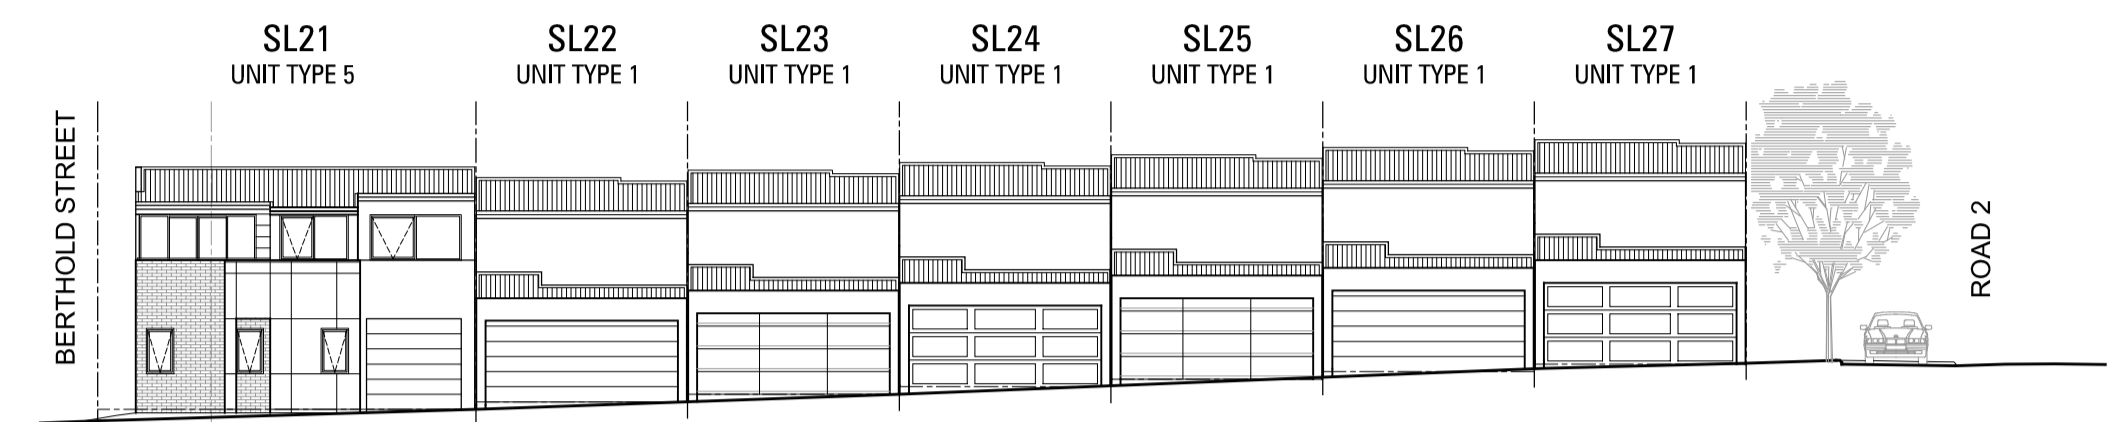 SL21
UNIT TYPE 5
SL22
UNIT TYPE 1
SL23
UNIT TYPE 1
SL24
UNIT TYPE 1
SL25
UNIT TYPE 1
SL26
UNIT TYPE 1
SL27
UNIT TYPE 1
BERTHOLD STREET
ROAD 2